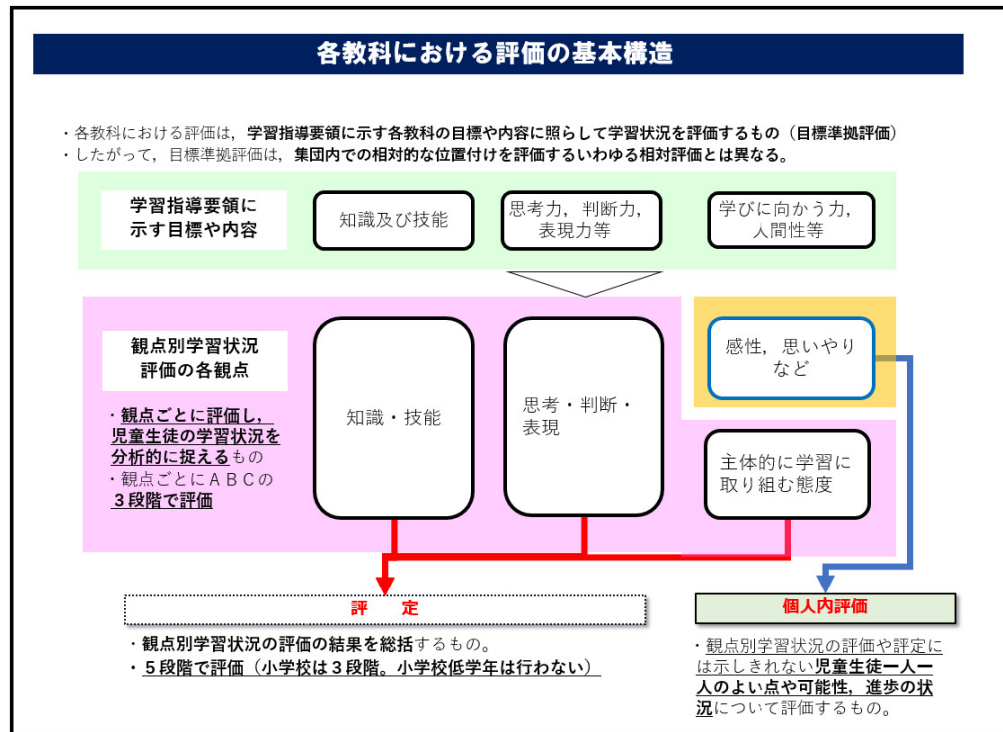 各教科における評価の基本構造
・各教科における評価は，学習指導要領に示す各教科の目標や内容に照らして学習状況を評価するもの（目標準拠評価）
・したがって，目標準拠評価は，集団内での相対的な位置付けを評価するいわゆる相対評価とは異なる。
学習指導要領に
示す目標や内容
知識及び技能
思考力，判断力，
表現力等
学びに向かう力，
人間性等
観点別学習状況
評価の各観点
・観点ごとに評価し，
児童生徒の学習状況を
分析的に捉えるもの
・観点ごとにＡＢＣの
３段階で評価
知識・技能
思考・判断・
表現
感性，思いやり
など
主体的に学習に
取り組む態度
評　定
・観点別学習状況の評価の結果を総括するもの。
・５段階で評価（小学校は３段階。小学校低学年は行わない）
個人内評価
・観点別学習状況の評価や評定に
は示しきれない児童生徒一人一
人のよい点や可能性，進歩の状
況について評価するもの。